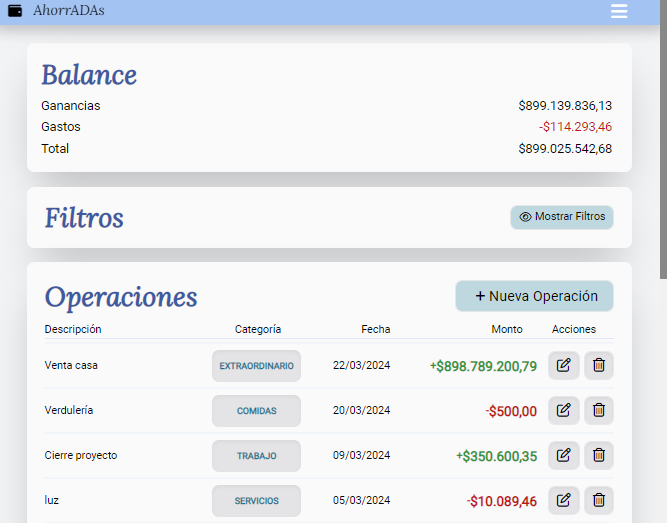 AhorrADAs
Balance
Ganancias $899.139.836,13
Gastos -$114.293,46
Total $899.025.542,68
Filtros
Mostrar Filtros
Operaciones
+ Nueva Operación
Descripción Categoría Fecha Monto Acciones
Venta casa EXTRAORDINARIO 22/03/2024 +$898.789.200,79
Verdulería COMIDAS 20/03/2024 -$500,00
Cierre proyecto TRABAJO 09/03/2024 +$350.600,35
luz SERVICIOS 05/03/2024 -$10.089,46